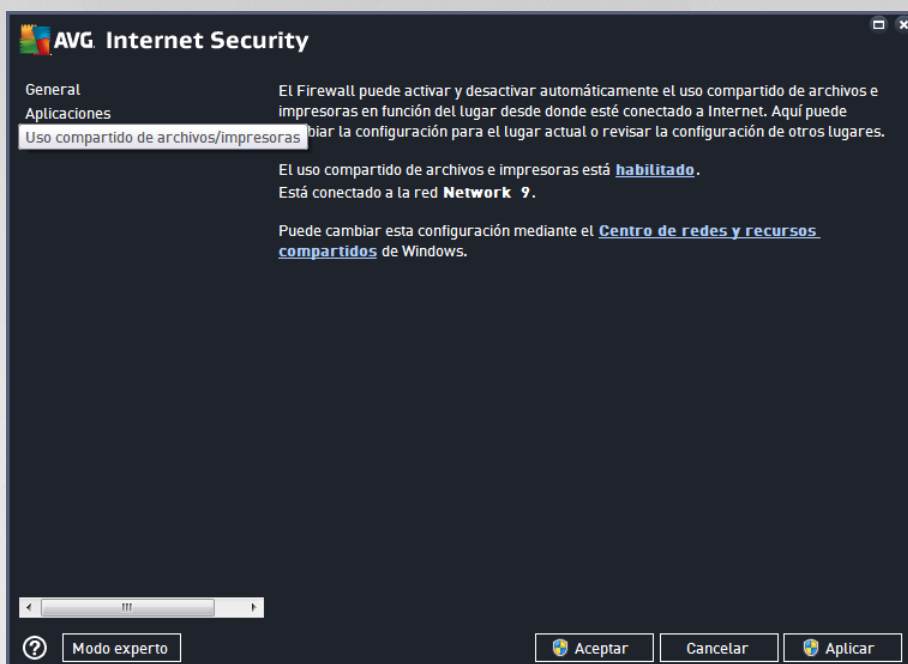 AVG. Internet Security
General
Aplicaciones
Uso compartido de archivos/impresoras
El Firewall puede activar y desactivar automáticamente el uso compartido de archivos e
impresoras en función del lugar desde donde esté conectado a Internet. Aquí puede
biar la configuración para el lugar actual o revisar la configuración de otros lugares.
El uso compartido de archivos e impresoras está habilitado.
Está conectado a la red Network 9.
Puede cambiar esta configuración mediante el Centro de redes y recursos
compartidos de Windows.
? Modo experto
Aceptar
Cancelar
Aplicar